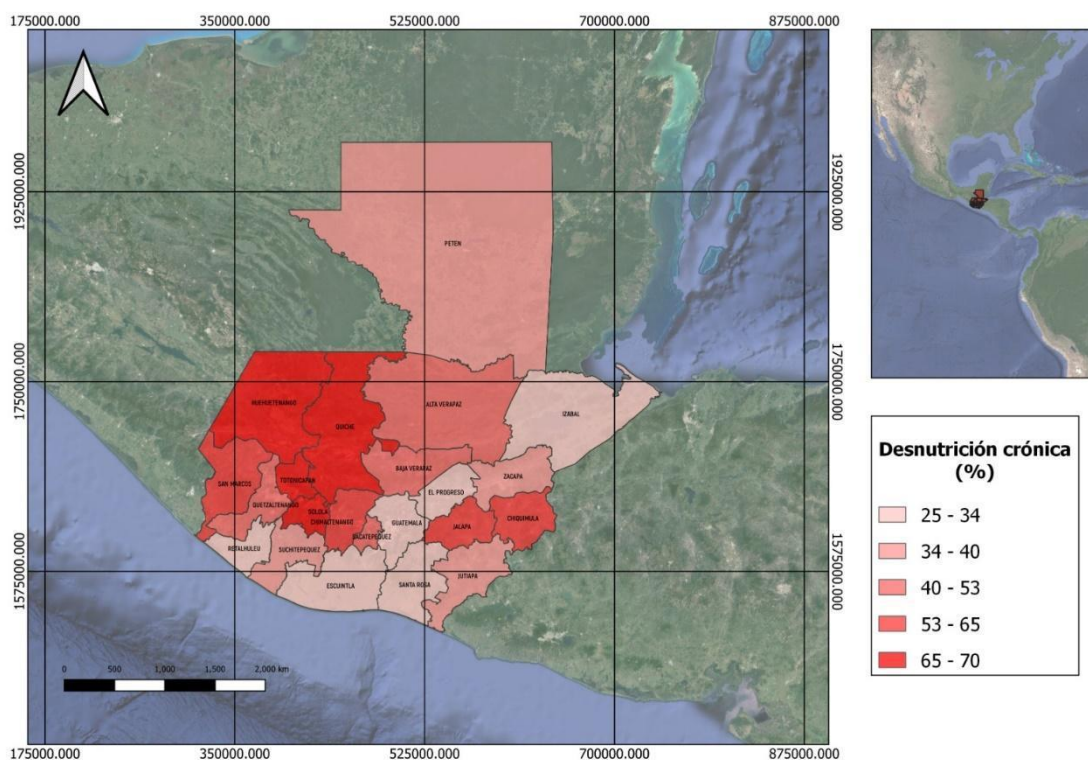 175000.000 350000.000 525000.000 700000.000 875000.000
1925000.000 1925000.000
1750000.000 1750000.000
1575000.000 1575000.000
PETEN
HUEHUETENANGO
QUICHE
ALTA VERAPAZ
IZABAL
BAJA VERAPAZ
ZACAPA
SAN MARCOS
TOTONICAPAN
EL PROGRESO
QUETZALTENANGO
SOLOLA
CHIMALTENANGO
GUATEMALA
JALAPA
CHIQUIMULA
SACATEPEQUEZ
RETALHULEU
SUCHITEPEQUEZ
ESCUINTLA
SANTA ROSA
JUTIAPA
0 500 1,000 1,500 2,000 km
175000.000 350000.000 525000.000 700000.000 875000.000
Desnutrición crónica
(%)
25 - 34
34 - 40
40 - 53
53 - 65
65 - 70